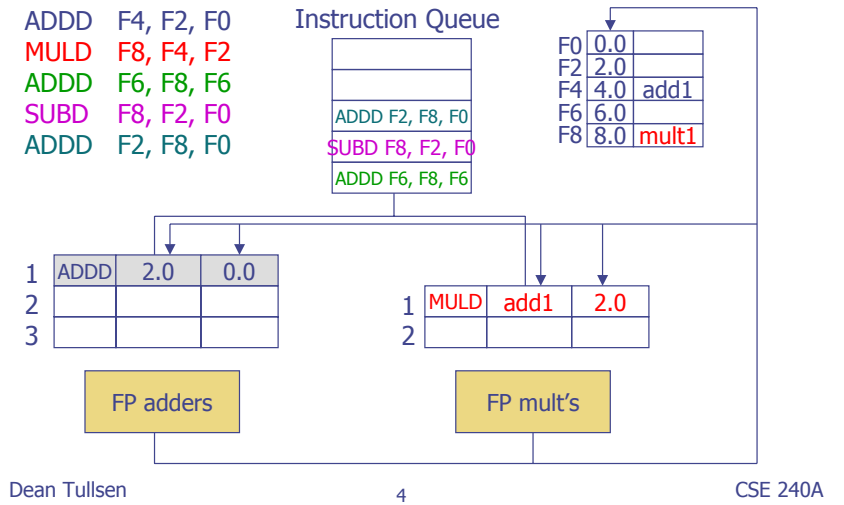 ADDD F4, F2, F0
MULD F8, F4, F2
ADDD F6, F8, F6
SUBD F8, F2, F0
ADDD F2, F8, F0
Instruction Queue
ADDD F2, F8, F0
SUBD F8, F2, F0
ADDD F6, F8, F6
F0 0.0
F2 2.0
F4 4.0 add1
F6 6.0
F8 8.0 mult1
1 ADDD 2.0 0.0
2
3
1 MULD add1 2.0
2
FP adders
FP mult's
Dean Tullsen
4
CSE 240A